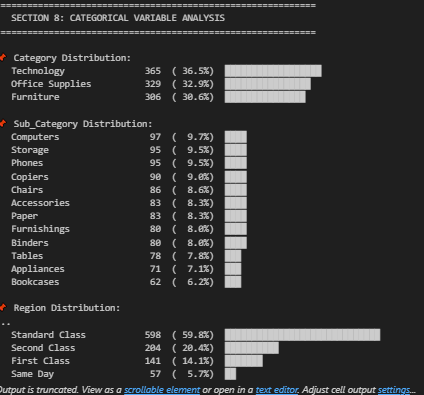 ================================================================
SECTION 8: CATEGORICAL VARIABLE ANALYSIS
================================================================
📌 Category Distribution:
Technology 365 ( 36.5%)
Office Supplies 329 ( 32.9%)
Furniture 306 ( 30.6%)
📌 Sub_Category Distribution:
Computers 97 ( 9.7%)
Storage 95 ( 9.5%)
Phones 95 ( 9.5%)
Copiers 90 ( 9.0%)
Chairs 86 ( 8.6%)
Accessories 83 ( 8.3%)
Paper 83 ( 8.3%)
Furnishings 80 ( 8.0%)
Binders 80 ( 8.0%)
Tables 78 ( 7.8%)
Appliances 71 ( 7.1%)
Bookcases 62 ( 6.2%)
📌 Region Distribution:
..
Standard Class 598 ( 59.8%)
Second Class 204 ( 20.4%)
First Class 141 ( 14.1%)
Same Day 57 ( 5.7%)
Output is truncated. View as a scrollable element or open in a text editor. Adjust cell output settings...